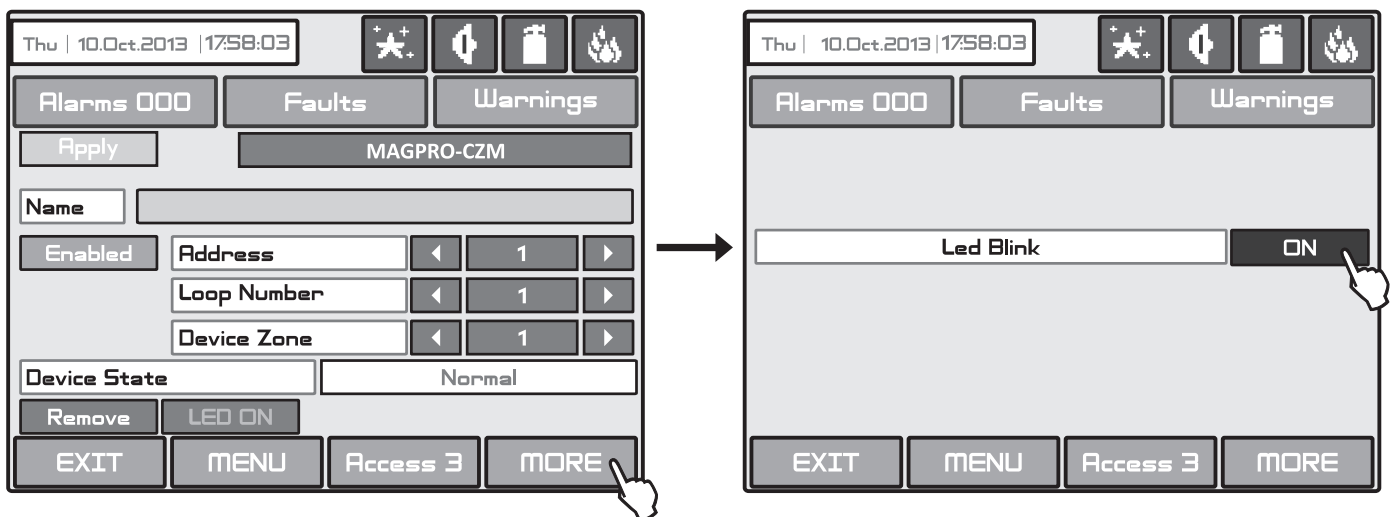 Thu | 10.Oct.2013 | 17:58:03
Alarms 000 Faults Warnings
Apply MAGPRO-CZM
Name
Enabled Address 1
Loop Number 1
Device Zone 1
Device State Normal
Remove LED ON
EXIT MENU Access 3 MORE
Thu | 10.Oct.2013 | 17:58:03
Alarms 000 Faults Warnings
Led Blink ON
EXIT MENU Access 3 MORE